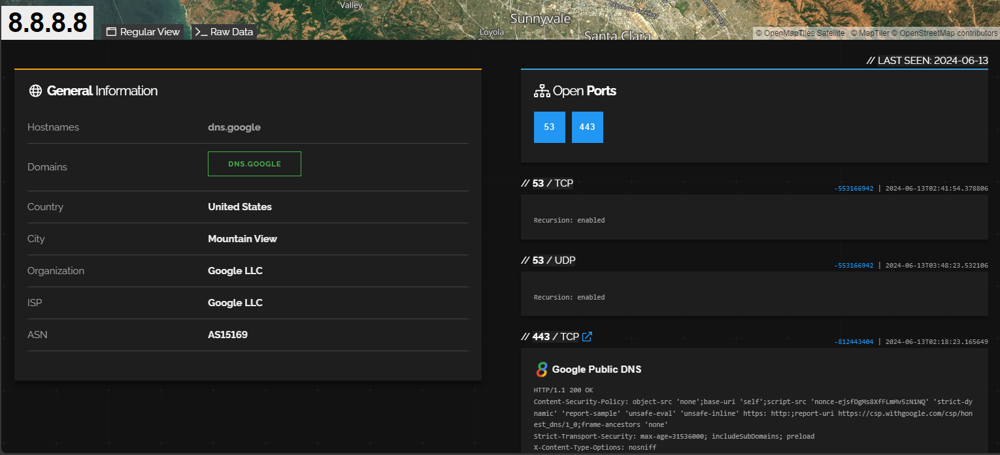 Valley
8.8.8.8
Regular View
Raw Data
Sunnyvale
Bayshore Freeway
Loyola
Santa Clara
© OpenMapTiles Satellite © MapTiler © OpenStreetMap contributors
// LAST SEEN: 2024-06-13
General Information
Hostnames
dns.google
Domains
DNS.GOOGLE
Country
United States
City
Mountain View
Organization
Google LLC
ISP
Google LLC
ASN
AS15169
Open Ports
53
443
// 53 / TCP
-553166942 | 2024-06-13T02:41:54.378806
Recursion: enabled
// 53 / UDP
-553166942 | 2024-06-13T03:48:23.532106
Recursion: enabled
// 443 / TCP
-812443404 | 2024-06-13T02:18:23.165649
Google Public DNS
HTTP/1.1 200 OK
Content-Security-Policy: object-src 'none';base-uri 'self';script-src 'nonce-ejsfDgMs8XfFLmMv5zN1NQ' 'strict-dy
namic' 'report-sample' 'unsafe-eval' 'unsafe-inline' https: http:;report-uri https://csp.withgoogle.com/csp/hon
est_dns/1_0;frame-ancestors 'none'
Strict-Transport-Security: max-age=31536000; includeSubDomains; preload
X-Content-Type-Options: nosniff